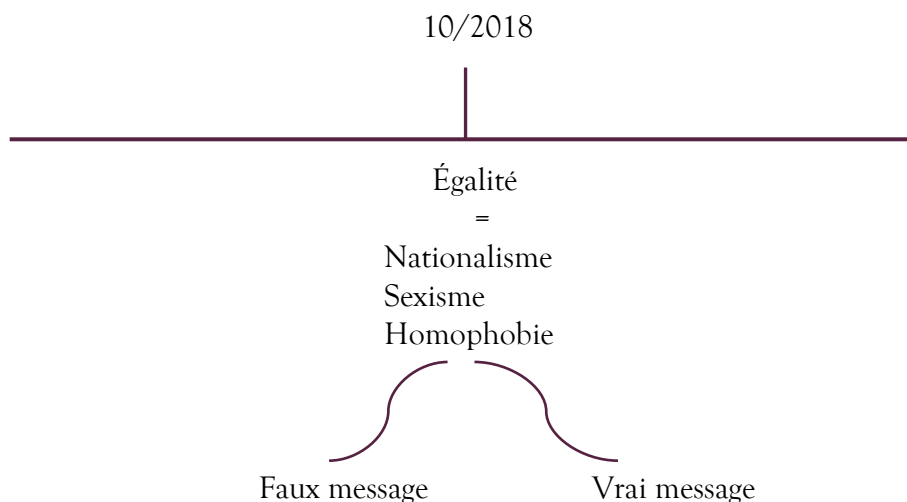 10/2018
Égalité
=
Nationalisme
Sexisme
Homophobie
Faux message Vrai message